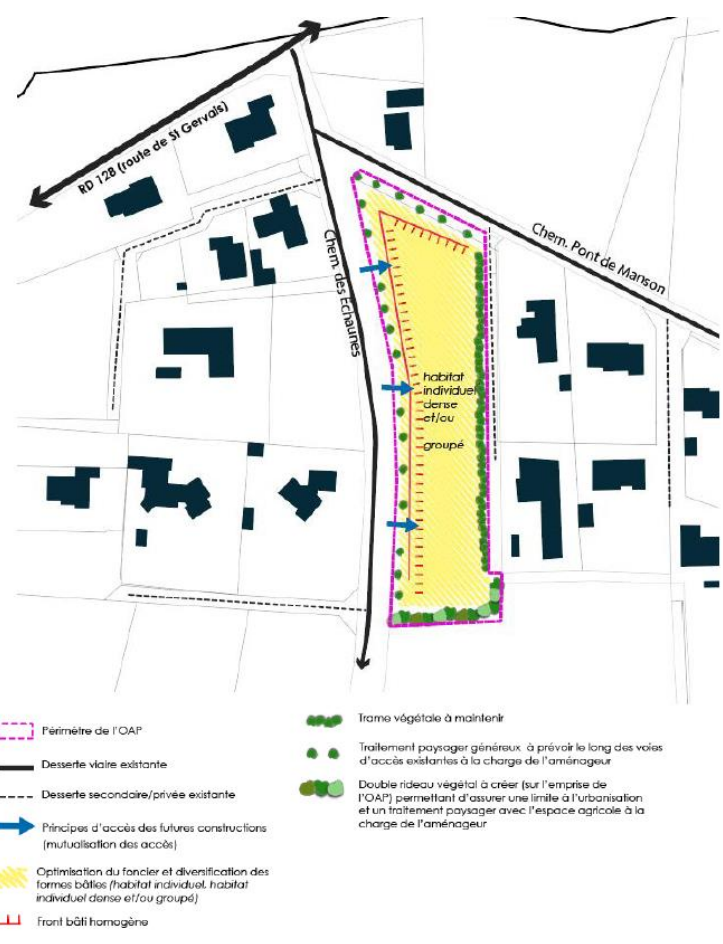 RD 128 (route de St Gervais)
Chem. des Échaunes
Chem. Pont de Manson
habitat
individuel
dense
et/ou
groupé
Périmètre de l'OAP
Desserte viaire existante
Desserte secondaire/privée existante
Principes d'accès des futures constructions
(mutualisation des accès)
Optimisation du foncier et diversification des
formes bâties (habitat individuel, habitat
individuel dense et/ou groupé)
Front bâti homogène
Trame végétale à maintenir
Traitement paysager généreux à prévoir le long des voies
d'accès existantes à la charge de l'aménageur
Double rideau végétal à créer (sur l'emprise de
l'OAP) permettant d'assurer une limite à l'urbanisation
et un traitement paysager avec l'espace agricole à la
charge de l'aménageur